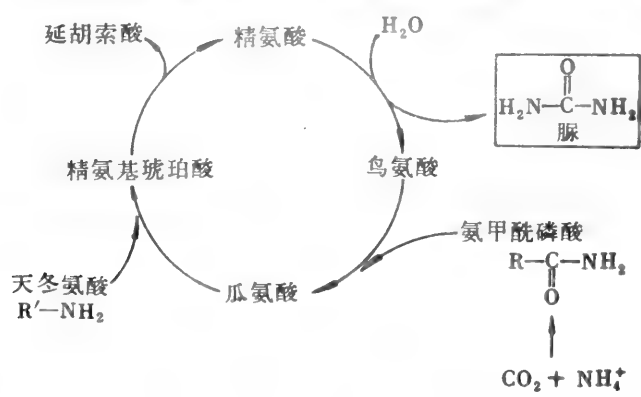 延胡索酸
精氨酸
H₂O
O
H₂N—C—NH₂
脲
精氨基琥珀酸
鸟氨酸
氨甲酰磷酸
R—C—NH₂
O
天冬氨酸
R′—NH₂
瓜氨酸
CO₂ + NH₄⁺